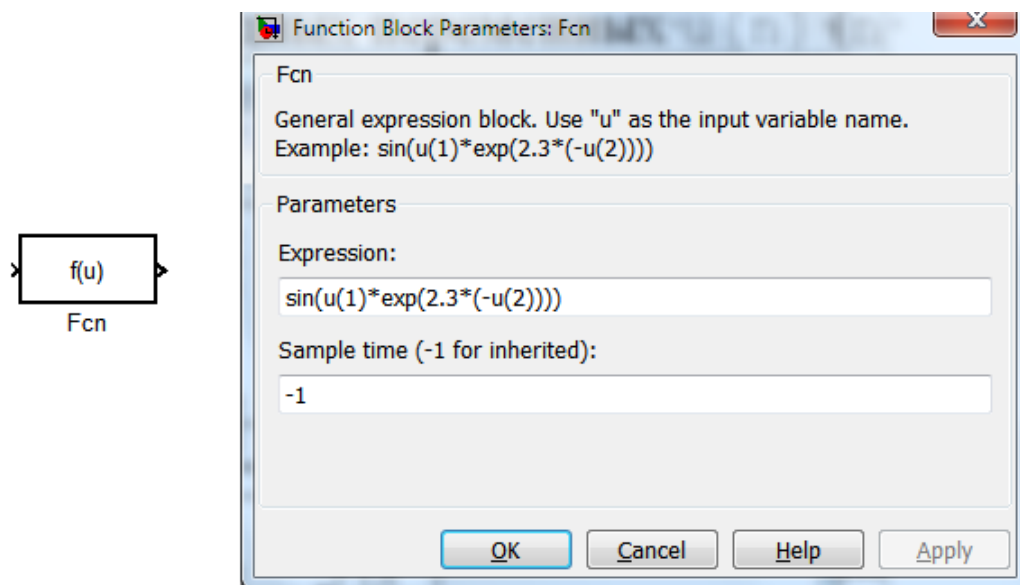 Function Block Parameters: Fcn
X
Fcn
General expression block. Use "u" as the input variable name.
Example: sin(u(1)*exp(2.3*(-u(2))))
Parameters
Expression:
sin(u(1)*exp(2.3*(-u(2))))
Sample time (-1 for inherited):
-1
f(u)
Fcn
OK Cancel Help Apply